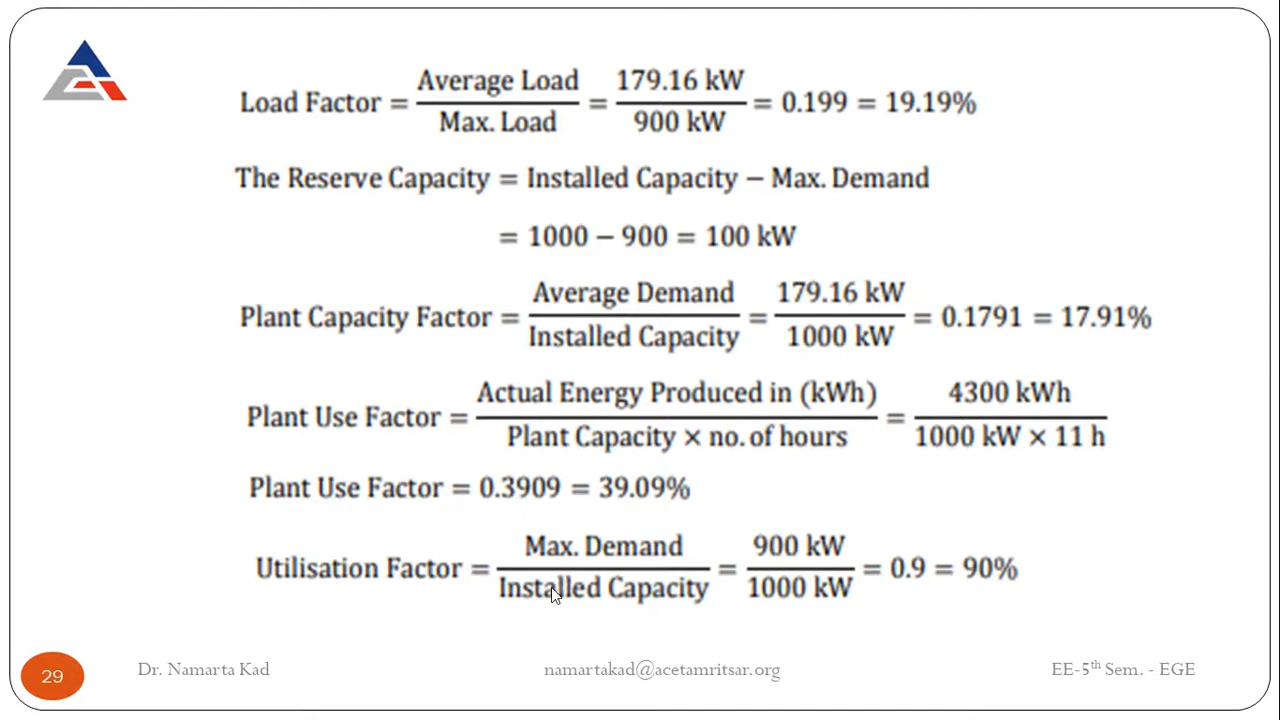 Load Factor = Average Load / Max. Load = 179.16 kW / 900 kW = 0.199 = 19.19%
The Reserve Capacity = Installed Capacity − Max. Demand
= 1000 − 900 = 100 kW
Plant Capacity Factor = Average Demand / Installed Capacity = 179.16 kW / 1000 kW = 0.1791 = 17.91%
Plant Use Factor = Actual Energy Produced in (kWh) / Plant Capacity × no. of hours = 4300 kWh / 1000 kW × 11 h
Plant Use Factor = 0.3909 = 39.09%
Utilisation Factor = Max. Demand / Installed Capacity = 900 kW / 1000 kW = 0.9 = 90%
29 Dr. Namarta Kad namartakad@acetamritsar.org EE-5th Sem. - EGE